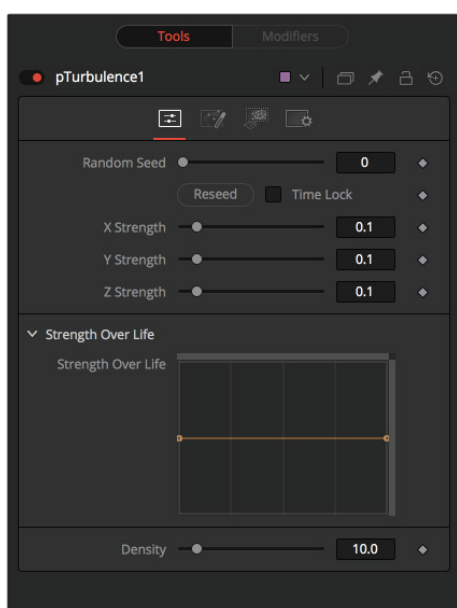 Tools Modifiers
pTurbulence1
Random Seed 0
Reseed Time Lock
X Strength 0.1
Y Strength 0.1
Z Strength 0.1
Strength Over Life
Strength Over Life
Density 10.0